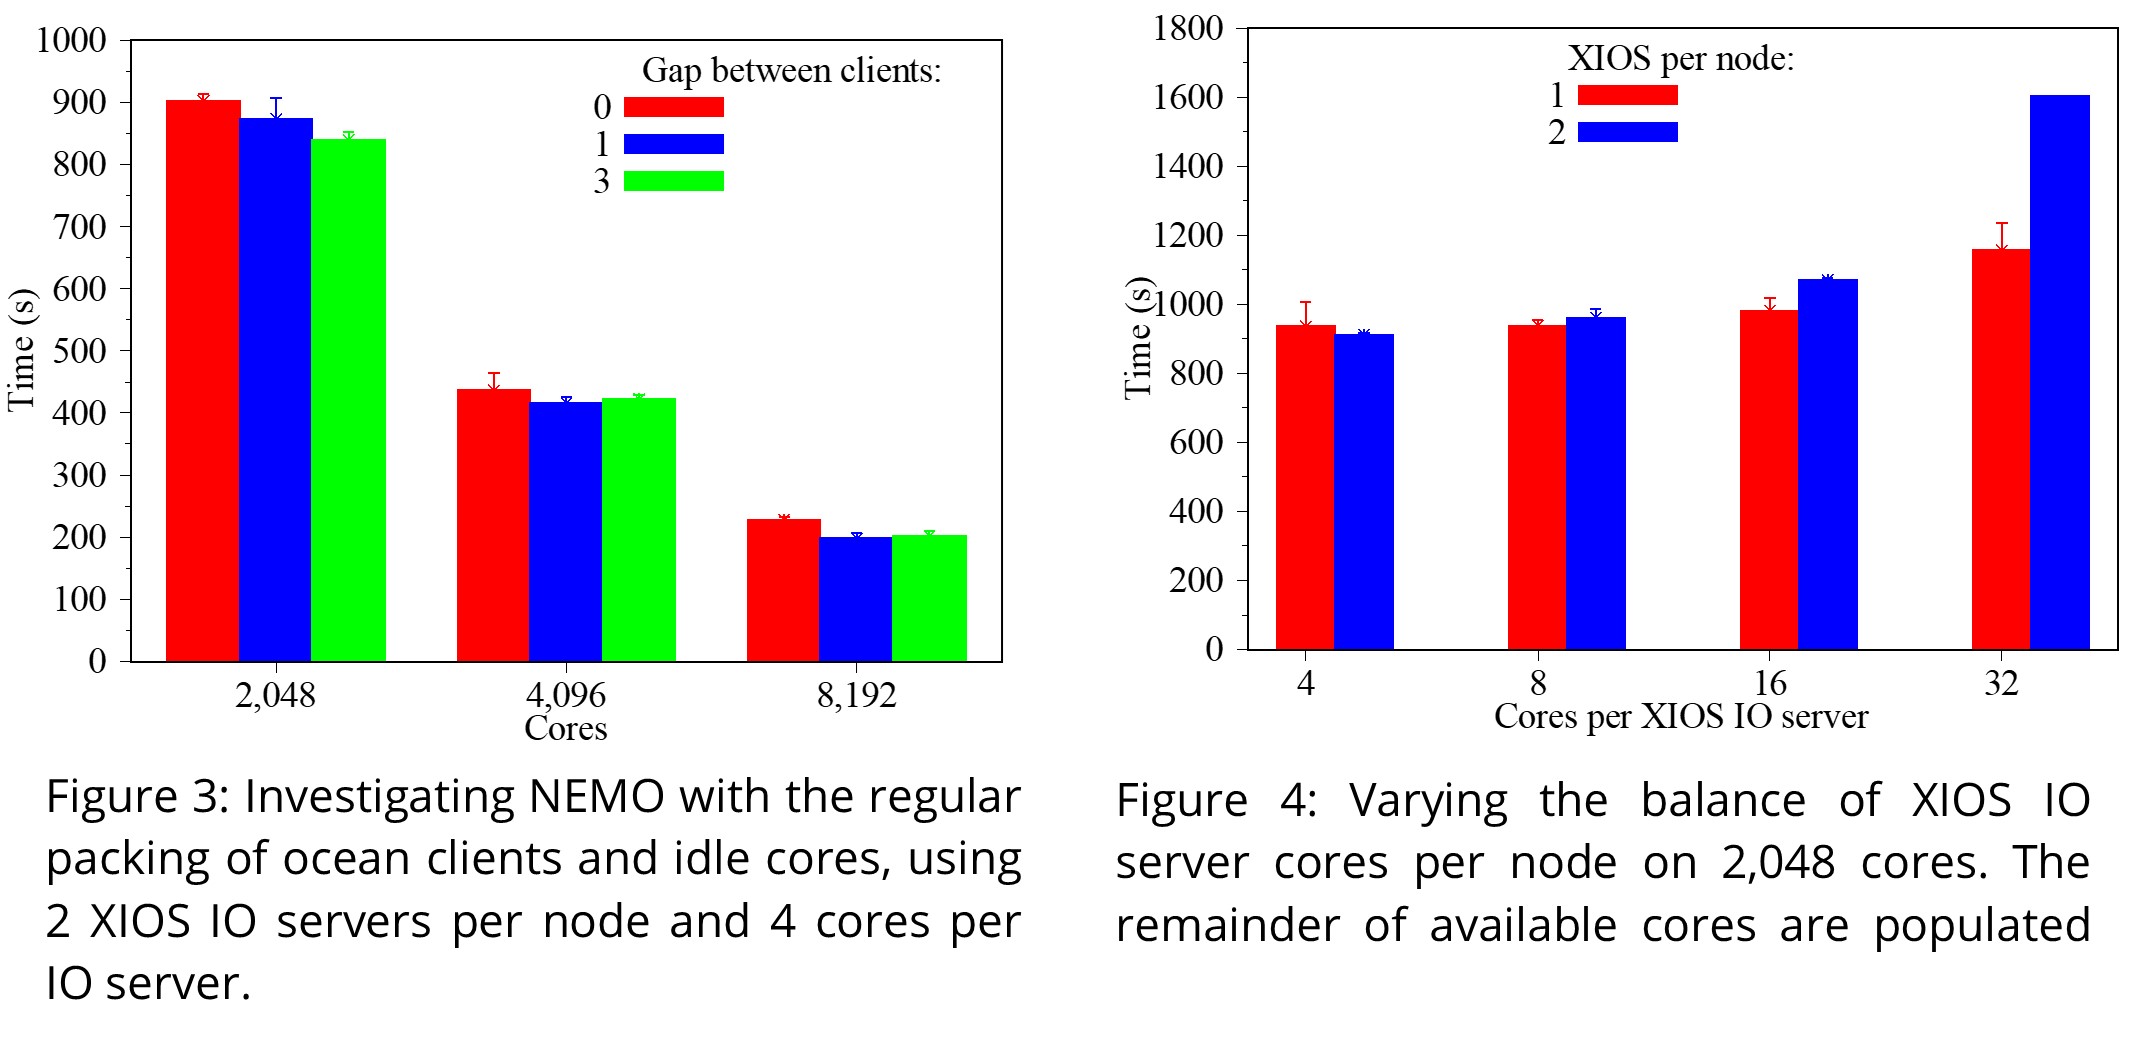 1000
900
800
700
600
500
400
300
200
100
0
Time (s)
Gap between clients:
0
1
3
2,048 4,096 8,192
Cores
Figure 3: Investigating NEMO with the regular
packing of ocean clients and idle cores, using
2 XIOS IO servers per node and 4 cores per
IO server.
1800
1600
1400
1200
1000
800
600
400
200
0
Time (s)
XIOS per node:
1
2
4 8 16 32
Cores per XIOS IO server
Figure 4: Varying the balance of XIOS IO
server cores per node on 2,048 cores. The
remainder of available cores are populated